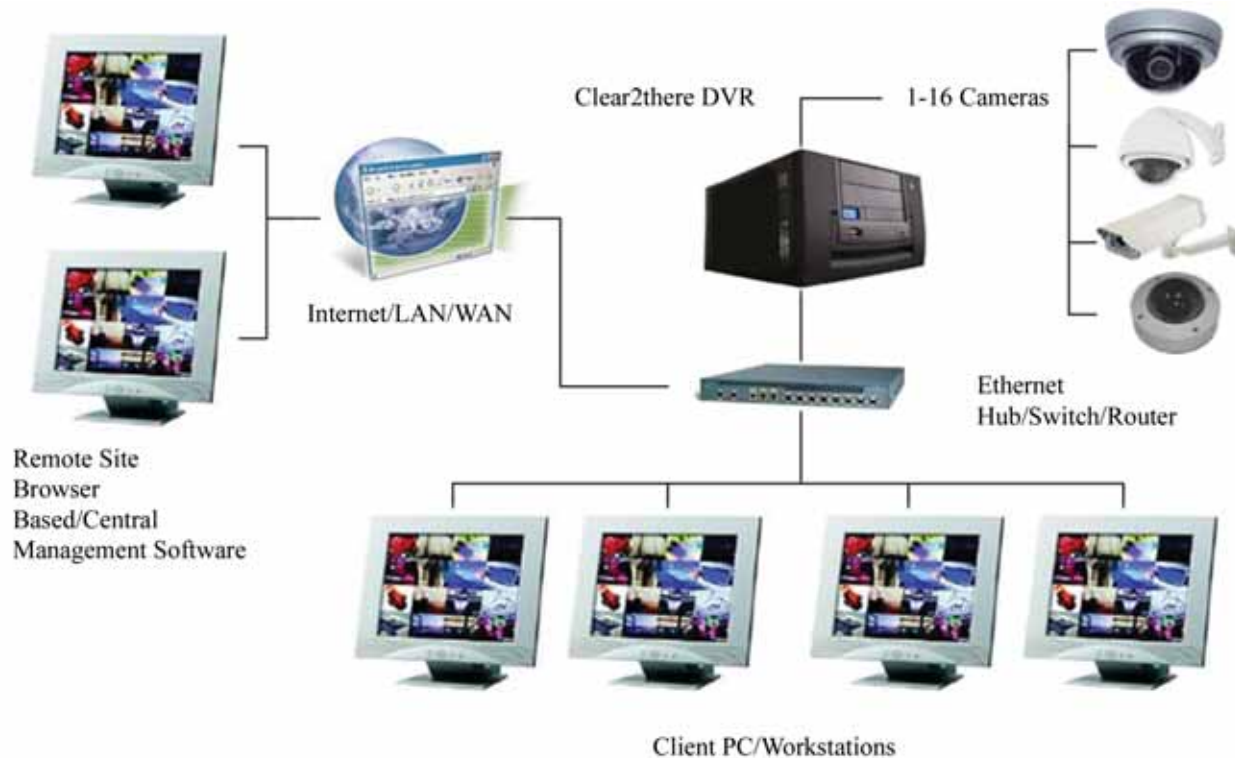 Clear2there DVR
1-16 Cameras
Internet/LAN/WAN
Ethernet
Hub/Switch/Router
Remote Site
Browser
Based/Central
Management Software
Client PC/Workstations